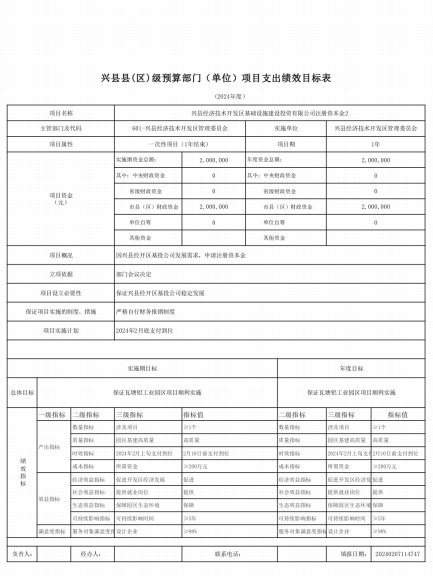 兴县县(区)级预算部门（单位）项目支出绩效目标表
（2024年度）
项目名称 兴县经济技术开发区基础设施建设投资有限公司注册资本金2
主管部门及代码 601-兴县经济技术开发区管理委员会 实施单位 兴县经济技术开发区管理委员会
项目属性 一次性项目（1年结束） 项目期 1年
项目资金（元）
实施期资金总额： 2,000,000 年度资金总额： 2,000,000
其中：中央财政资金 0 其中：中央财政资金 0
省级财政资金 0 省级财政资金 0
市县（区）财政资金 2,000,000 市县（区）财政资金 2,000,000
单位自筹 0 单位自筹 0
其他资金 其他资金
项目概况 因兴县经开区基投公司发展需求，申请注册资本金
立项依据 部门会议决定
项目设立必要性 保证兴县经开区基投公司稳定发展
保证项目实施的制度、措施 严格自行财务报销制度
项目实施计划 2024年2月底支付到位
实施期目标 年度目标
总体目标 保证瓦塘铝工业园区项目顺利实施 保证瓦塘铝工业园区项目顺利实施
绩效指标
一级指标 二级指标 三级指标 指标值 二级指标 三级指标 指标值
产出指标
数量指标 涉及项目 ≥1个 数量指标 涉及项目 ≥1个
质量指标 园区基建高质量 高质量 质量指标 园区基建高质量 高质量
时效指标 2024年2月上旬支付到位 2月10日前支付到位 时效指标 2024年2月上旬支付 2月10日前支付到位
成本指标 所需资金 ≥200万元 成本指标 所需资金 ≥200万元
效益指标
经济效益指标 促进开发区经济发展 促进 经济效益指标 促进开发区经济发 促进
社会效益指标 提供就业岗位 提供 社会效益指标 提供就业岗位 提供
生态效益指标 保障园区生态环境 保障 生态效益指标 保障园区生态环境 保障
可持续影响指标 可持续影响时间 ≥5年 可持续影响指标 可持续影响时间 ≥5年
满意度指标 服务对象满意度指标 设计企业 ≥90% 服务对象满意度指 设计企业 ≥90%
负责人： 经办人： 联系电话： 填报日期： 20240207114747